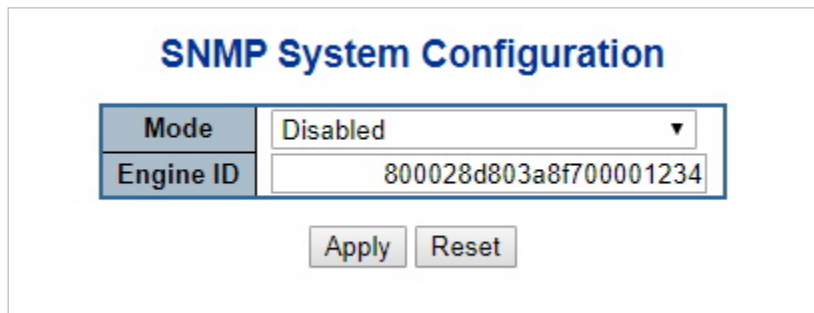 SNMP System Configuration
Mode Disabled
Engine ID 800028d803a8f700001234
Apply Reset